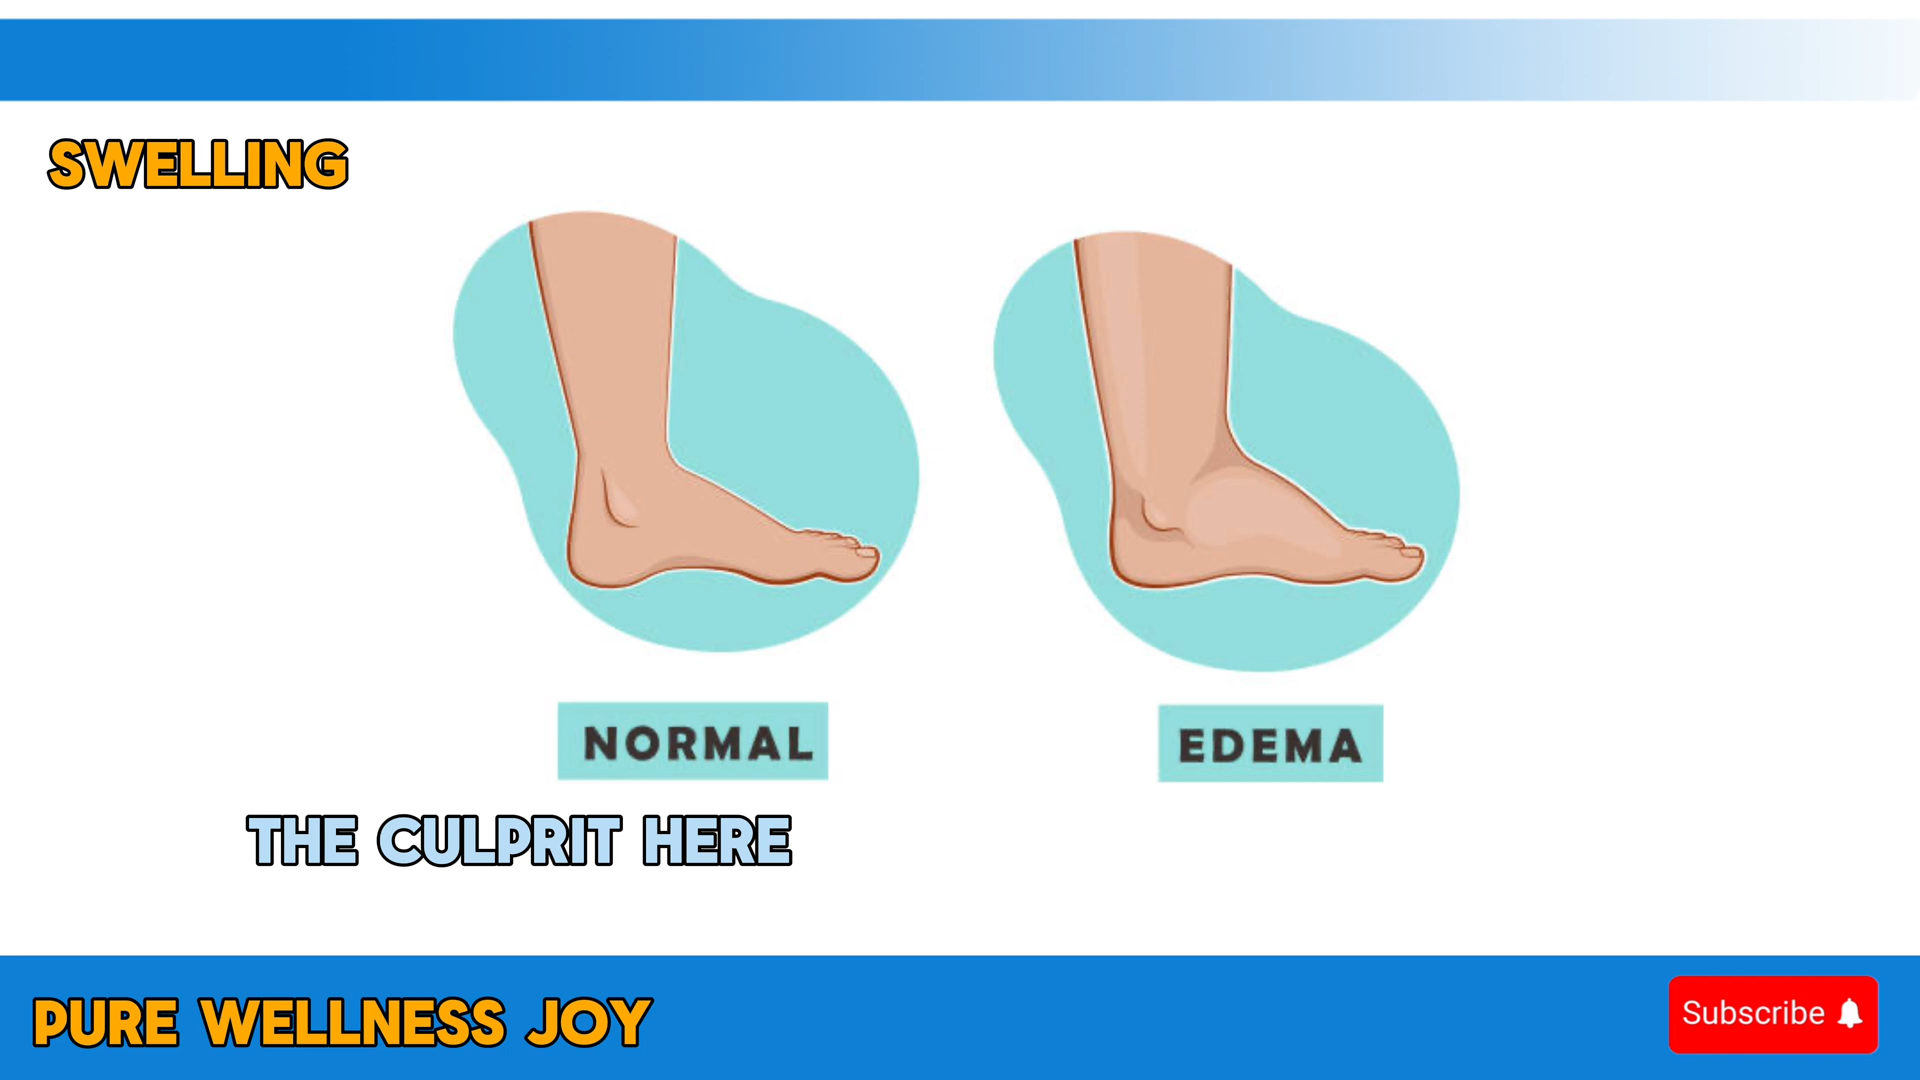 SWELLING
NORMAL
EDEMA
THE CULPRIT HERE
PURE WELLNESS JOY
Subscribe